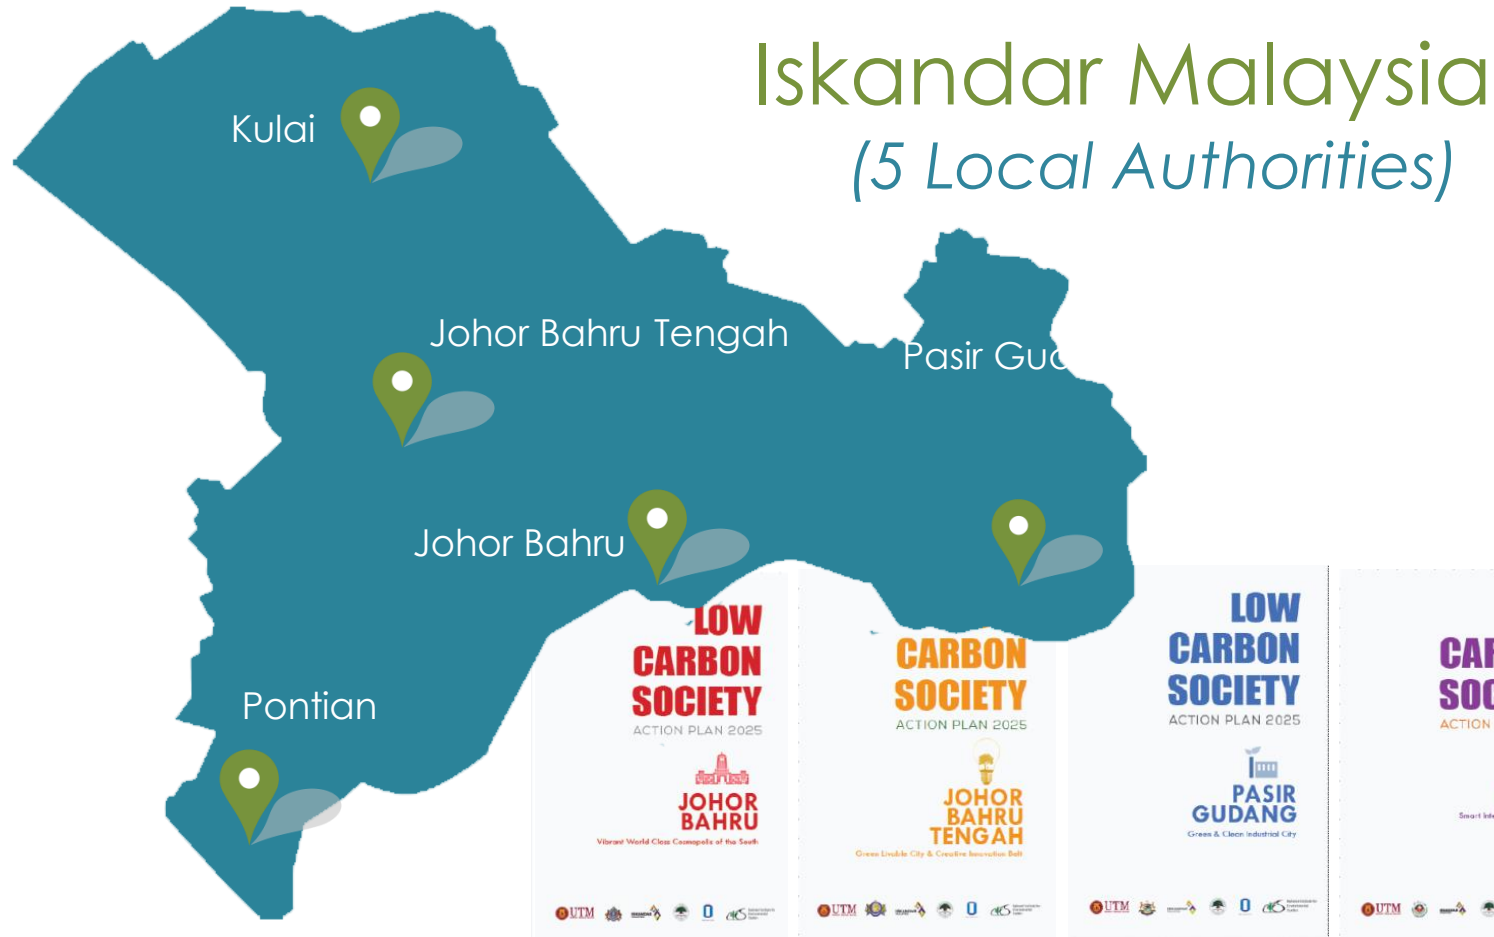 Iskandar Malaysia
(5 Local Authorities)
Kulai
Johor Bahru Tengah
Pasir Gud
Johor Bahru
Pontian
LOW
CARBON
SOCIETY
ACTION PLAN 2025
JOHOR
BAHRU
Vibrant World Class Cosmopolis of the South
UTM
CARBON
SOCIETY
ACTION PLAN 2025
JOHOR
BAHRU
TENGAH
Green Livable City & Creative Innovation Belt
UTM
LOW
CARBON
SOCIETY
ACTION PLAN 2025
PASIR
GUDANG
Green & Clean Industrial City
UTM
CAR
SOC
ACTION
Smart Inte
UTM